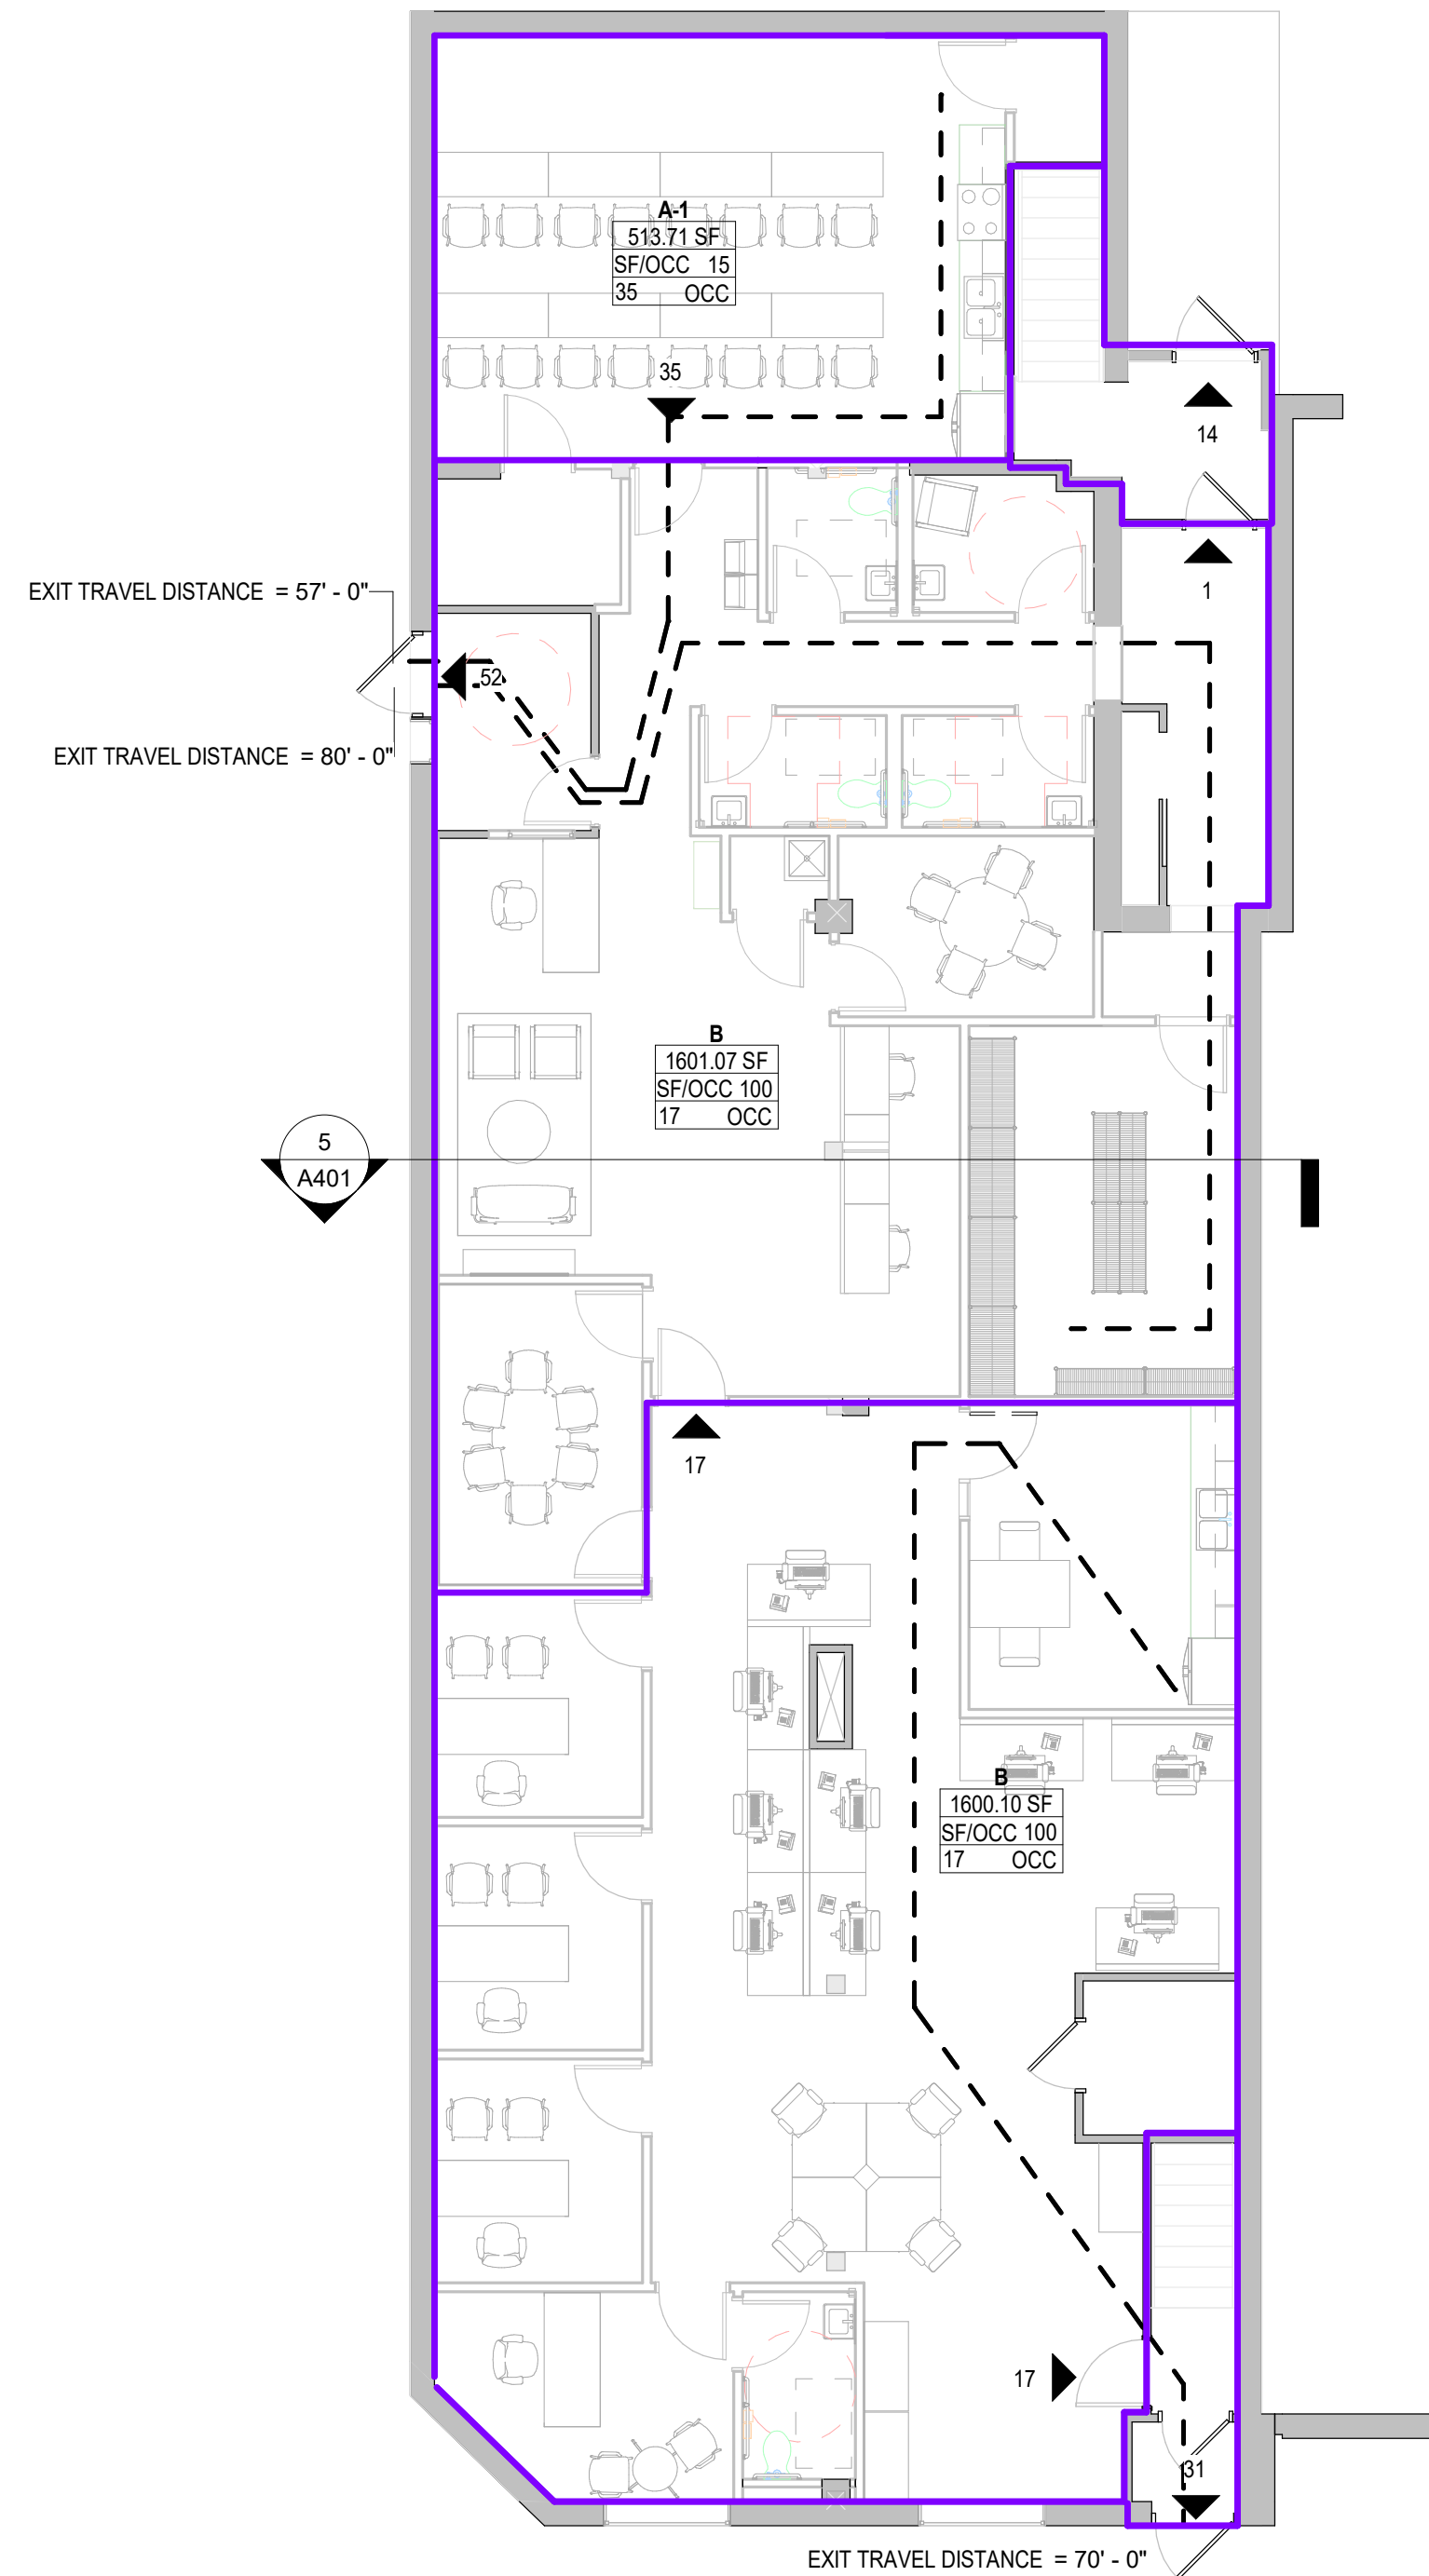 A-1
513.71 SF
SF/OCC 15
35 OCC
35
14
1
EXIT TRAVEL DISTANCE = 57' - 0"
52
EXIT TRAVEL DISTANCE = 80' - 0"
B
1601.07 SF
SF/OCC 100
17 OCC
5
A401
17
B
1600.10 SF
SF/OCC 100
17 OCC
17
31
EXIT TRAVEL DISTANCE = 70' - 0"